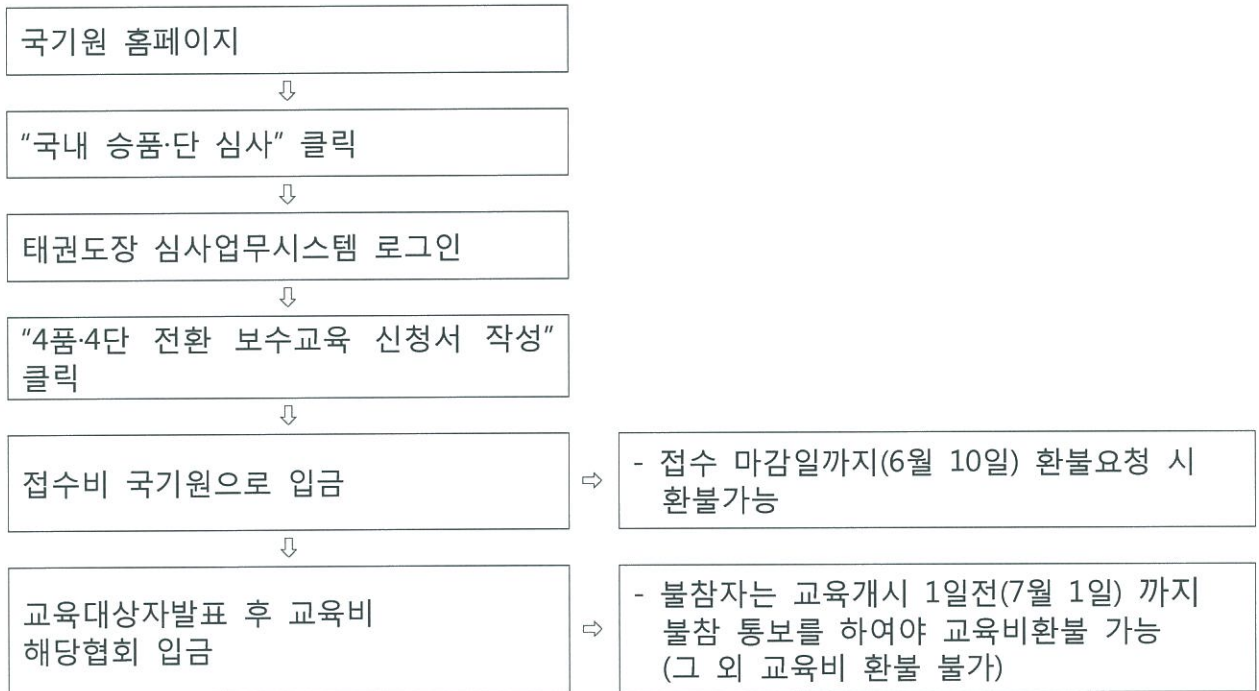 국기원 홈페이지
⇩
"국내 승품·단 심사" 클릭
⇩
태권도장 심사업무시스템 로그인
⇩
"4품·4단 전환 보수교육 신청서 작성"
클릭
⇩
접수비 국기원으로 입금
⇨
- 접수 마감일까지(6월 10일) 환불요청 시
환불가능
⇩
교육대상자발표 후 교육비
해당협회 입금
⇨
- 불참자는 교육개시 1일전(7월 1일) 까지
불참 통보를 하여야 교육비환불 가능
(그 외 교육비 환불 불가)